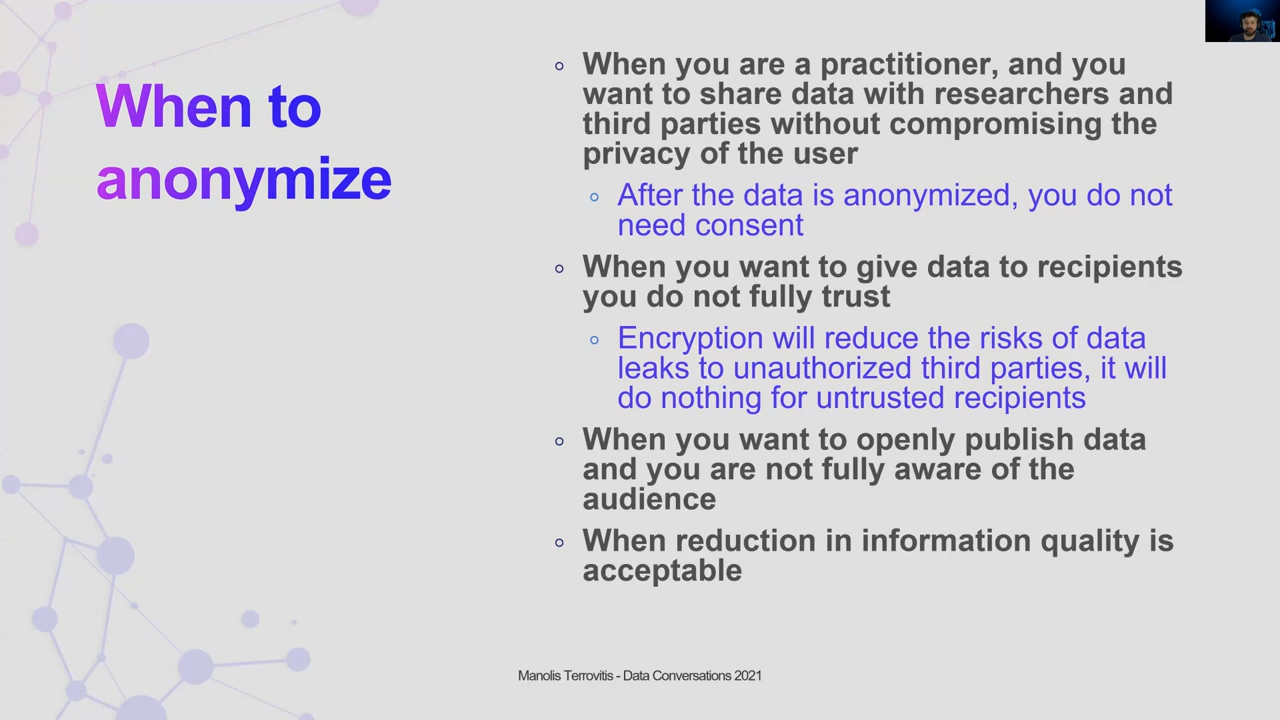 When to
anonymize
When you are a practitioner, and you
want to share data with researchers and
third parties without compromising the
privacy of the user
After the data is anonymized, you do not
need consent
When you want to give data to recipients
you do not fully trust
Encryption will reduce the risks of data
leaks to unauthorized third parties, it will
do nothing for untrusted recipients
When you want to openly publish data
and you are not fully aware of the
audience
When reduction in information quality is
acceptable
Manolis Terrovitis - Data Conversations 2021